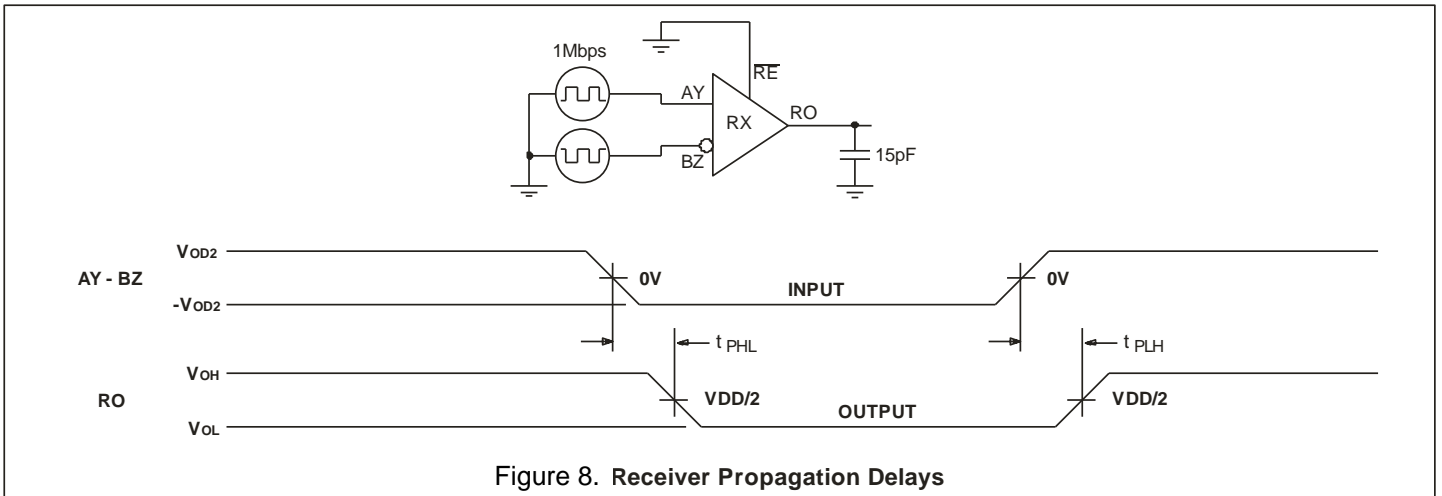 1Mbps
RE
AY
RX
RO
BZ
15pF
VOD2
AY - BZ
0V
INPUT
0V
-VOD2
t PHL
t PLH
VOH
RO
VDD/2
OUTPUT
VDD/2
VOL
Figure 8. Receiver Propagation Delays